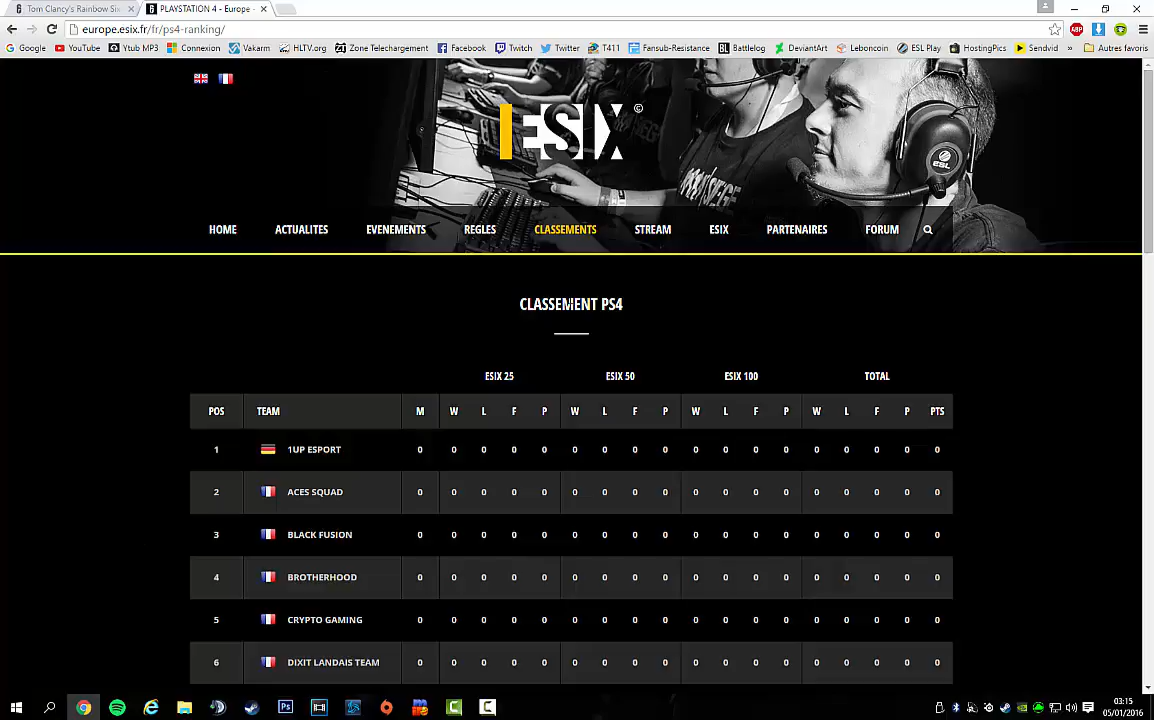 Tom Clancy's Rainbow Six
PLAYSTATION 4 - Europe -
europe.esix.fr/fr/ps4-ranking/
Google YouTube Ytub MP3 Connexion Vakarm HLTV.org Zone Telechargement Facebook Twitch Twitter T411 Fansub-Resistance Battlelog DeviantArt Leboncoin ESL Play HostingPics Sendvid » Autres favoris
ESIX ©
ESL
HOME ACTUALITES EVENEMENTS REGLES CLASSEMENTS STREAM ESIX PARTENAIRES FORUM
CLASSEMENT PS4
ESIX 25 ESIX 50 ESIX 100 TOTAL
POS TEAM M W L F P W L F P W L F P W L F P PTS
1 1UP ESPORT 0 0 0 0 0 0 0 0 0 0 0 0 0 0 0 0 0 0
2 ACES SQUAD 0 0 0 0 0 0 0 0 0 0 0 0 0 0 0 0 0 0
3 BLACK FUSION 0 0 0 0 0 0 0 0 0 0 0 0 0 0 0 0 0 0
4 BROTHERHOOD 0 0 0 0 0 0 0 0 0 0 0 0 0 0 0 0 0 0
5 CRYPTO GAMING 0 0 0 0 0 0 0 0 0 0 0 0 0 0 0 0 0 0
6 DIXIT LANDAIS TEAM 0 0 0 0 0 0 0 0 0 0 0 0 0 0 0 0 0 0
03:15
05/01/2016